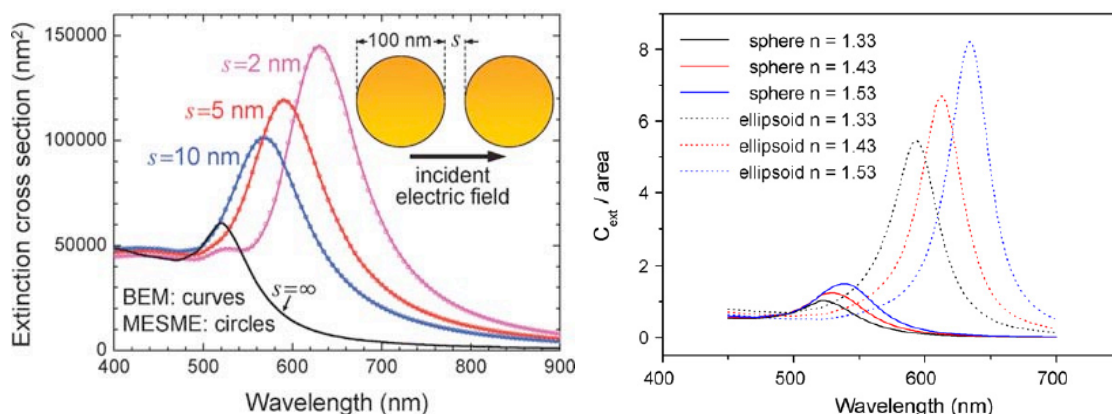 Extinction cross section (nm²)
150000
100000
50000
0
s=2 nm
s=5 nm
s=10 nm
100 nm
s
incident
electric field
s=∞
BEM: curves
MESME: circles
400 500 600 700 800 900
Wavelength (nm)
C_ext / area
8
6
4
2
0
sphere n = 1.33
sphere n = 1.43
sphere n = 1.53
ellipsoid n = 1.33
ellipsoid n = 1.43
ellipsoid n = 1.53
400 500 600 700
Wavelength (nm)